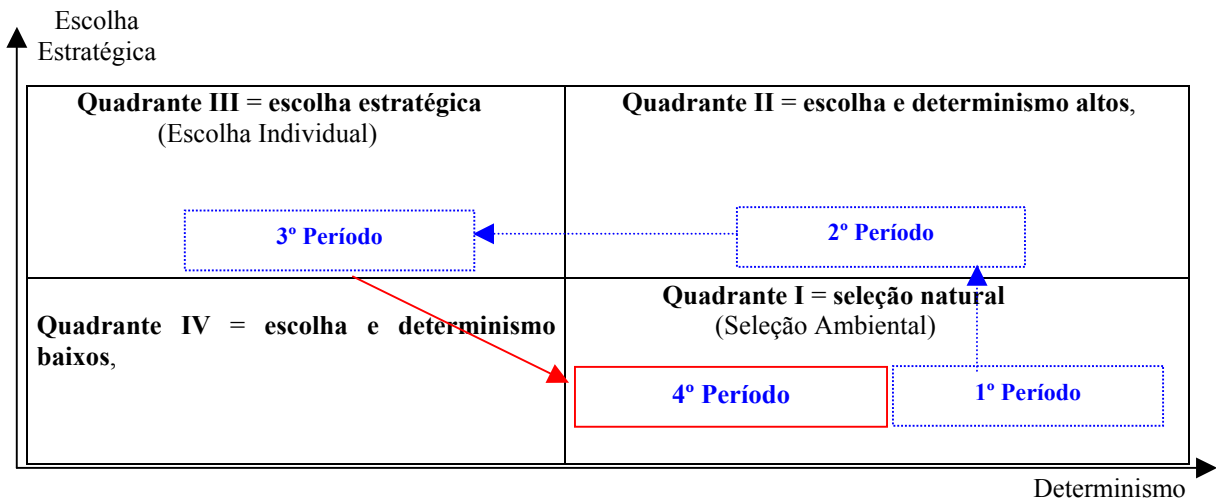 Escolha
Estratégica
Quadrante III = escolha estratégica
(Escolha Individual)
Quadrante II = escolha e determinismo altos,
3º Período
2º Período
Quadrante IV = escolha e determinismo
baixos,
Quadrante I = seleção natural
(Seleção Ambiental)
4º Período
1º Período
Determinismo